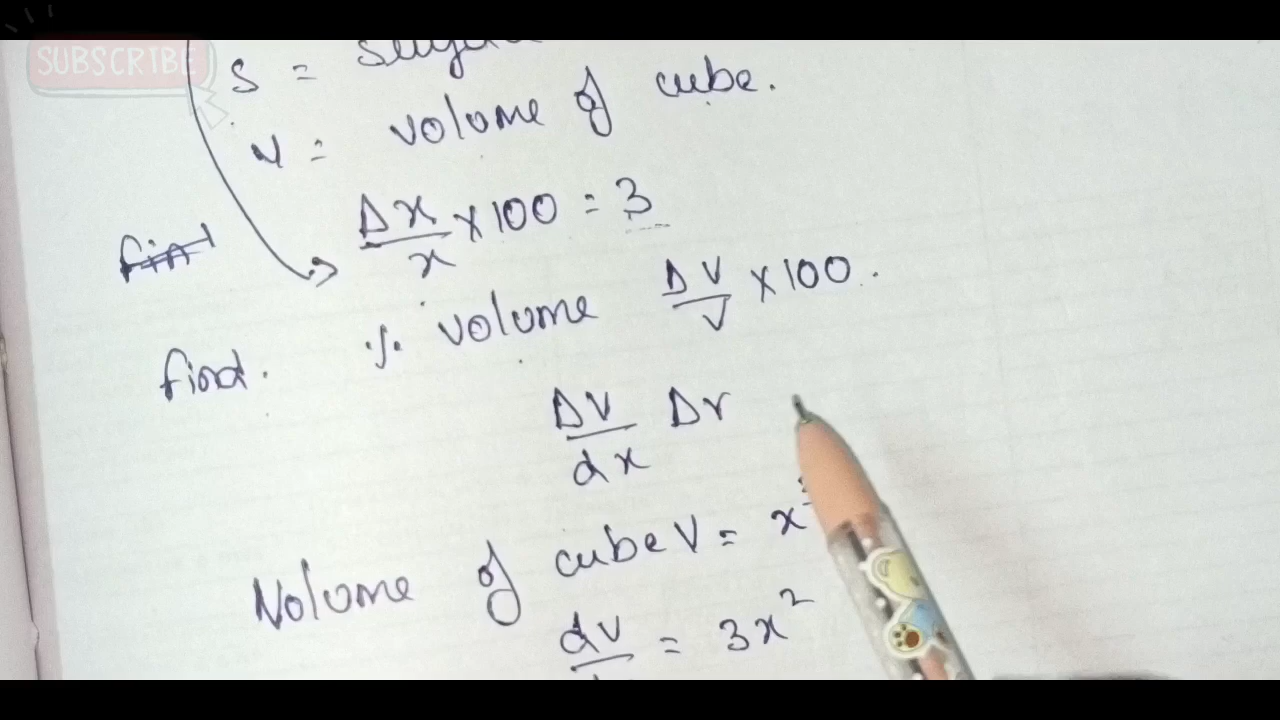 SUBSCRIBE
S =
V = volume of cube.
Δx/x × 100 = 3
find. % volume ΔV/V × 100.
ΔV/dx Δr
Volume of cube V = x
dv = 3x²